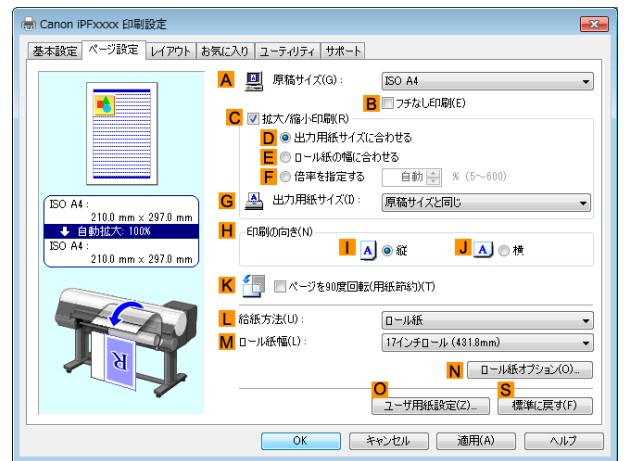 Canon iPFxxxx 印刷設定
基本設定 ページ設定 レイアウト お気に入り ユーティリティ サポート
A 原稿サイズ(G): ISO A4
B フチなし印刷(E)
C 拡大/縮小印刷(R)
D 出力用紙サイズに合わせる
E ロール紙の幅に合わせる
F 倍率を指定する 自動 % (5～600)
G 出力用紙サイズ(I): 原稿サイズと同じ
ISO A4 :
210.0 mm x 297.0 mm
自動拡大: 100%
ISO A4 :
210.0 mm x 297.0 mm
H 印刷の向き(N)
I A 縦 J A 横
K ページを90度回転(用紙節約)(T)
L 給紙方法(U): ロール紙
M ロール紙幅(L): 17インチロール (431.8mm)
N ロール紙オプション(O)...
O S
ユーザ用紙設定(Z)... 標準に戻す(F)
R
OK キャンセル 適用(A) ヘルプ